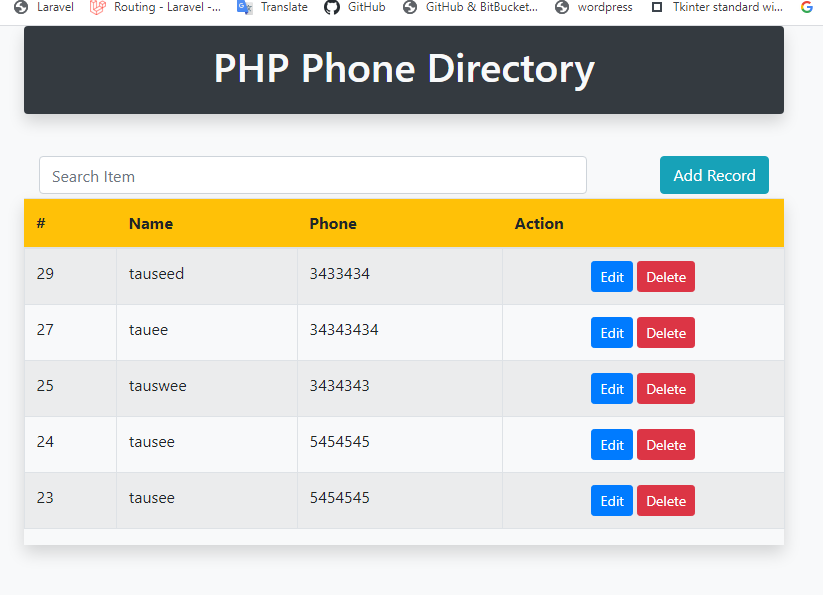 Laravel Routing - Laravel -... Translate GitHub GitHub & BitBucket... wordpress Tkinter standard wi...
PHP Phone Directory
Search Item Add Record
# Name Phone Action
29 tauseed 3433434 Edit Delete
27 tauee 34343434 Edit Delete
25 tauswee 3434343 Edit Delete
24 tausee 5454545 Edit Delete
23 tausee 5454545 Edit Delete